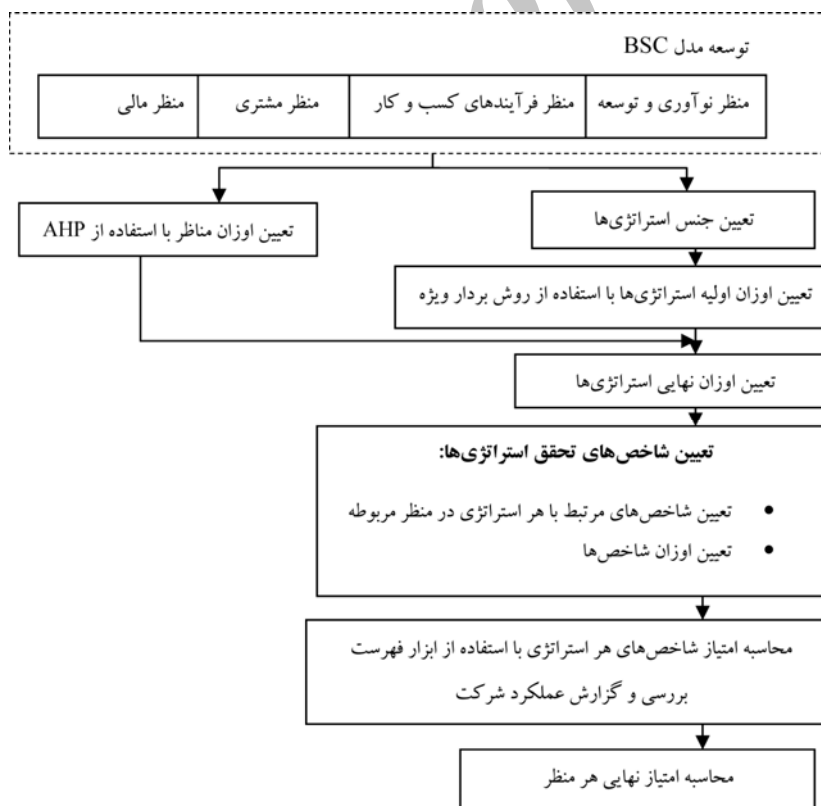 توسعه مدل BSC
منظر نوآوری و توسعه
منظر فرآیندهای کسب و کار
منظر مشتری
منظر مالی
تعیین جنس استراتژی‌ها
تعیین اوزان مناظر با استفاده از AHP
تعیین اوزان اولیه استراتژی‌ها با استفاده از روش بردار ویژه
تعیین اوزان نهایی استراتژی‌ها
تعیین شاخص‌های تحقق استراتژی‌ها:
• تعیین شاخص‌های مرتبط با هر استراتژی در منظر مربوطه
• تعیین اوزان شاخص‌ها
محاسبه امتیاز شاخص‌های هر استراتژی با استفاده از ابزار فهرست
بررسی و گزارش عملکرد شرکت
محاسبه امتیاز نهایی هر منظر